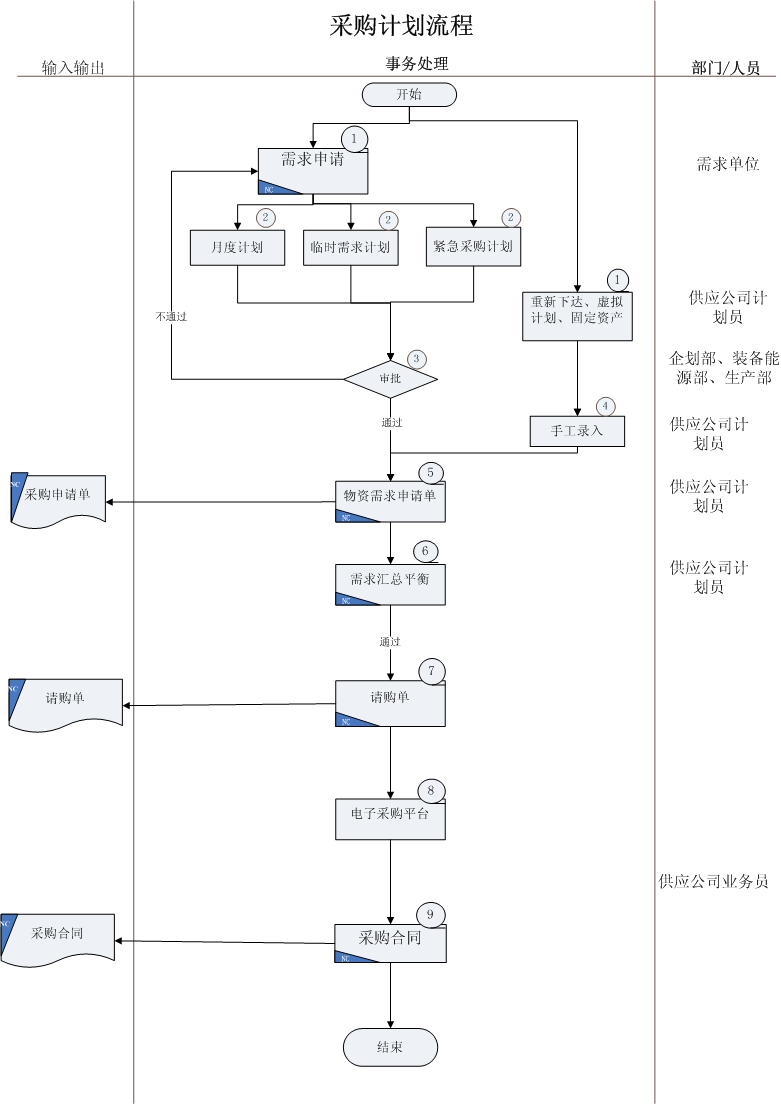 采购计划流程
输入输出
事务处理
部门/人员
开始
1
需求申请
NC
需求单位
2
月度计划
2
临时需求计划
2
紧急采购计划
1
重新下达、虚拟
计划、固定资产
供应公司计
划员
不通过
3
审批
企划部、装备能
源部、生产部
通过
4
手工录入
供应公司计
划员
5
物资需求申请单
NC
NC
采购申请单
供应公司计
划员
6
需求汇总平衡
NC
供应公司计
划员
通过
7
请购单
NC
NC
请购单
8
电子采购平台
供应公司业务员
9
采购合同
NC
NC
采购合同
结束